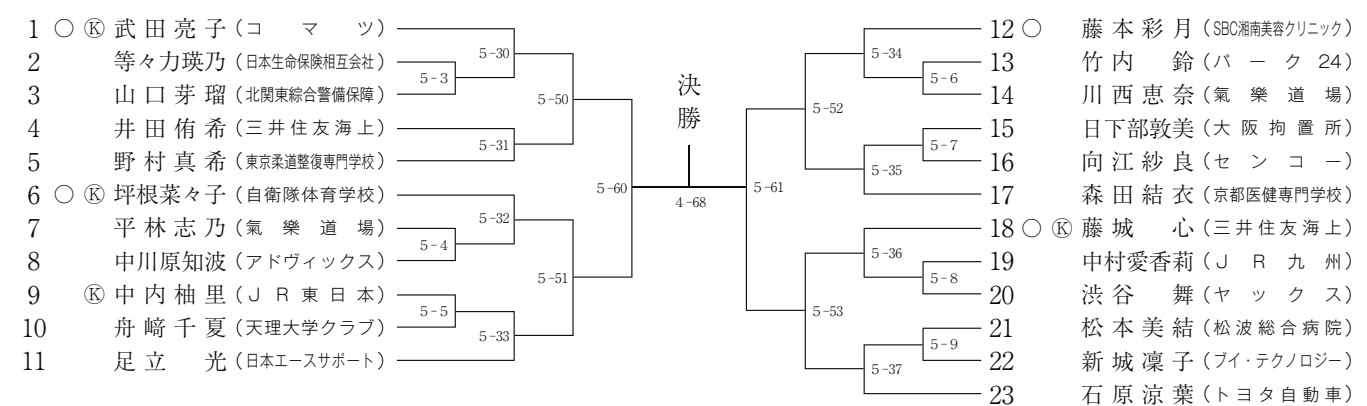 1 ○ Ⓚ 武田亮子 (コマツ)
2 等々力瑛乃 (日本生命保険相互会社)
3 山口芽瑠 (北関東綜合警備保障)
4 井田侑希 (三井住友海上)
5 野村真希 (東京柔道整復専門学校)
6 ○ Ⓚ 坪根菜々子 (自衛隊体育学校)
7 平林志乃 (氣樂道場)
8 中川原知波 (アドヴィックス)
9 Ⓚ 中内柚里 (JR東日本)
10 舟﨑千夏 (天理大学クラブ)
11 足立光 (日本エースサポート)
5-3
5-4
5-5
5-30
5-31
5-32
5-33
5-50
5-51
5-60
決勝
4-68
5-61
5-52
5-53
5-34
5-35
5-36
5-37
5-6
5-7
5-8
5-9
12 ○ 藤本彩月 (SBC湘南美容クリニック)
13 竹内鈴 (パーク24)
14 川西恵奈 (氣樂道場)
15 日下部敦美 (大阪拘置所)
16 向江紗良 (センコー)
17 森田結衣 (京都医健専門学校)
18 ○ Ⓚ 藤城心 (三井住友海上)
19 中村愛香莉 (JR九州)
20 渋谷舞 (ヤックス)
21 松本美結 (松波総合病院)
22 新城凜子 (ブイ・テクノロジー)
23 石原涼葉 (トヨタ自動車)